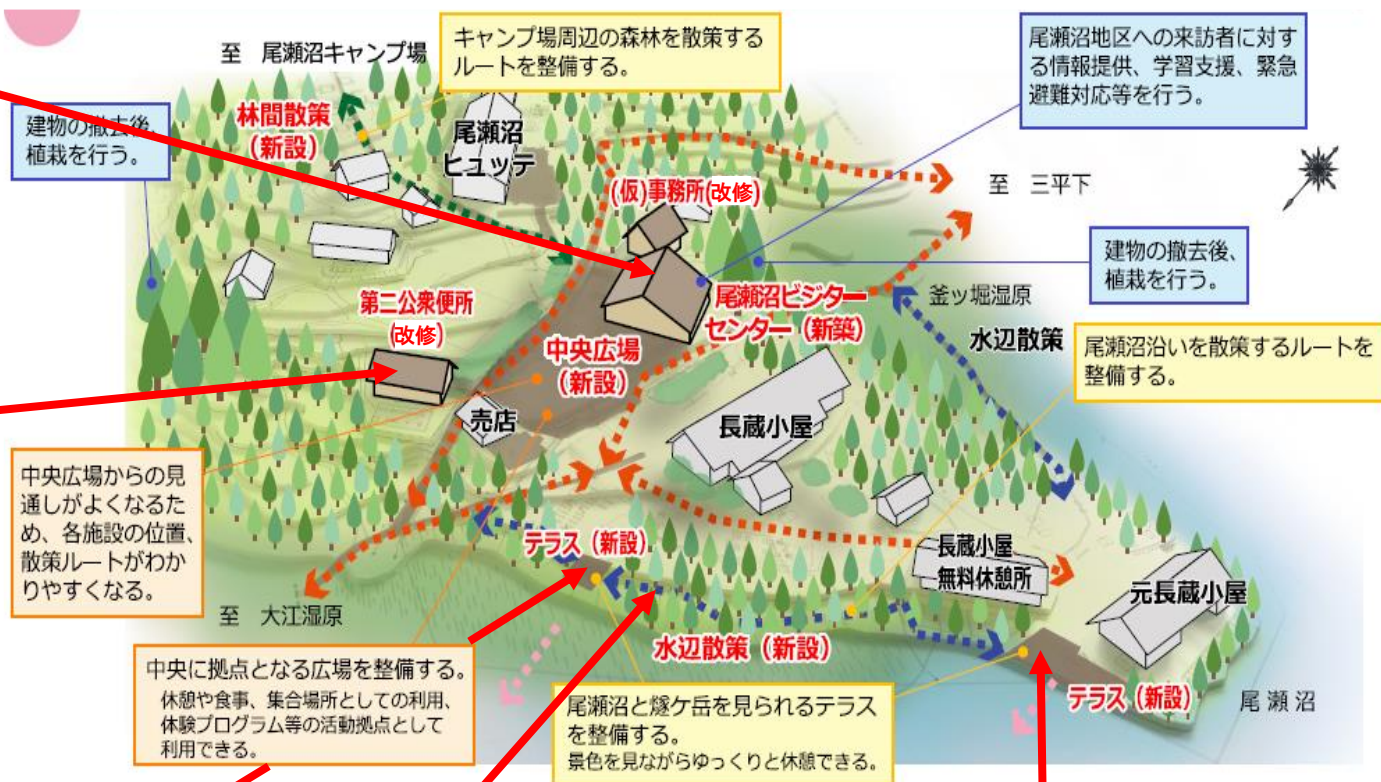 至 尾瀬沼キャンプ場
キャンプ場周辺の森林を散策する
ルートを整備する。
尾瀬沼地区への来訪者に対す
る情報提供、学習支援、緊急
避難対応等を行う。
建物の撤去後、
植栽を行う。
林間散策
(新設)
尾瀬沼
ヒュッテ
(仮)事務所(改修)
至 三平下
建物の撤去後、
植栽を行う。
第二公衆便所
(改修)
尾瀬沼ビジター
センター (新築)
釜ッ堀湿原
水辺散策
中央広場
(新設)
尾瀬沼沿いを散策するルートを
整備する。
売店
長蔵小屋
中央広場からの見
通しがよくなるた
め、各施設の位置、
散策ルートがわか
りやすくなる。
テラス (新設)
長蔵小屋
無料休憩所
元長蔵小屋
至 大江湿原
水辺散策 (新設)
中央に拠点となる広場を整備する。
休憩や食事、集合場所としての利用、
体験プログラム等の活動拠点として
利用できる。
尾瀬沼と燧ケ岳を見られるテラス
を整備する。
景色を見ながらゆっくりと休憩できる。
テラス (新設)
尾瀬沼